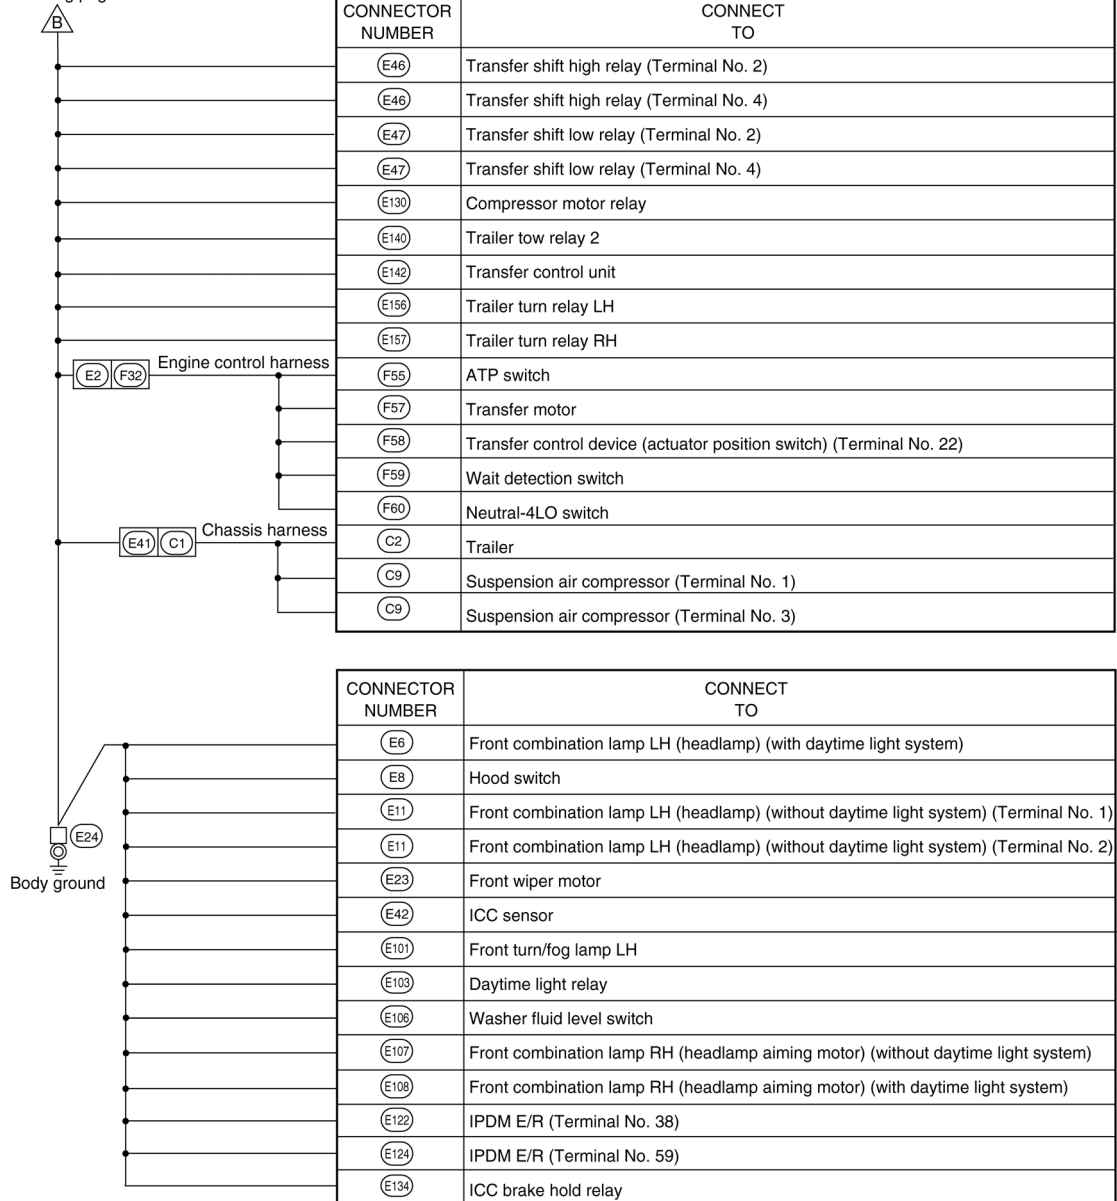 B
CONNECTOR NUMBER CONNECT TO
E46 Transfer shift high relay (Terminal No. 2)
E46 Transfer shift high relay (Terminal No. 4)
E47 Transfer shift low relay (Terminal No. 2)
E47 Transfer shift low relay (Terminal No. 4)
E130 Compressor motor relay
E140 Trailer tow relay 2
E142 Transfer control unit
E156 Trailer turn relay LH
E157 Trailer turn relay RH
E2 F32 Engine control harness F55 ATP switch
F57 Transfer motor
F58 Transfer control device (actuator position switch) (Terminal No. 22)
F59 Wait detection switch
F60 Neutral-4LO switch
E41 C1 Chassis harness C2 Trailer
C9 Suspension air compressor (Terminal No. 1)
C9 Suspension air compressor (Terminal No. 3)
CONNECTOR NUMBER CONNECT TO
E6 Front combination lamp LH (headlamp) (with daytime light system)
E8 Hood switch
E11 Front combination lamp LH (headlamp) (without daytime light system) (Terminal No. 1)
E24 E11 Front combination lamp LH (headlamp) (without daytime light system) (Terminal No. 2)
Body ground E23 Front wiper motor
E42 ICC sensor
E101 Front turn/fog lamp LH
E103 Daytime light relay
E106 Washer fluid level switch
E107 Front combination lamp RH (headlamp aiming motor) (without daytime light system)
E108 Front combination lamp RH (headlamp aiming motor) (with daytime light system)
E122 IPDM E/R (Terminal No. 38)
E124 IPDM E/R (Terminal No. 59)
E134 ICC brake hold relay